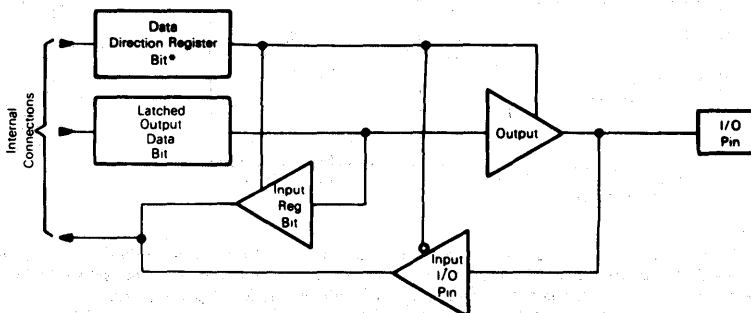 Data
Direction Register
Bit*
Internal
Connections
Latched
Output
Data
Bit
Output
I/O
Pin
Input
Reg
Bit
Input
I/O
Pin